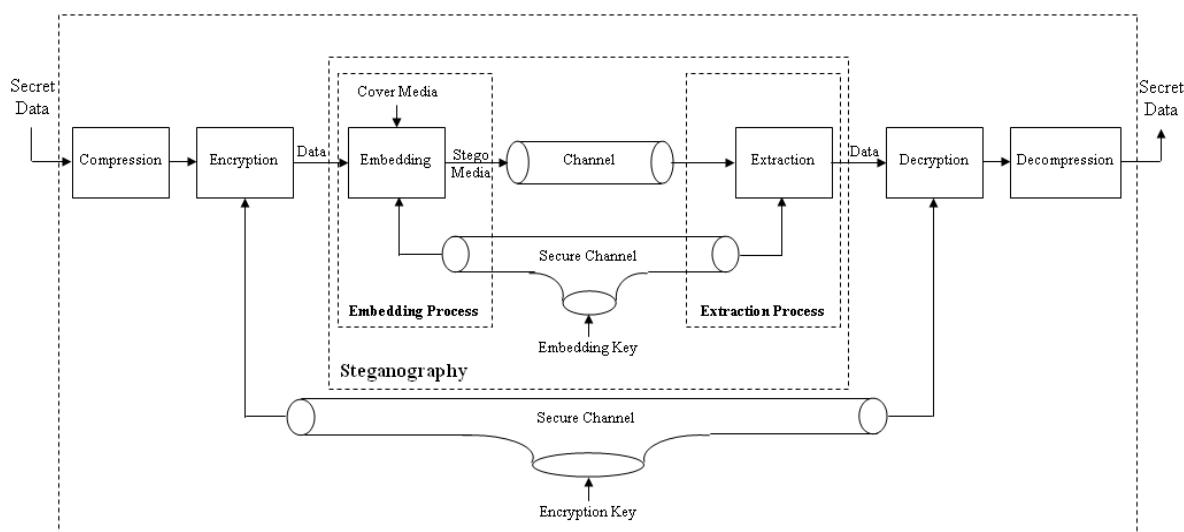 Secret
Data
Compression
Encryption
Data
Cover Media
Embedding
Stego
Media
Channel
Extraction
Data
Decryption
Decompression
Secret
Data
Secure Channel
Embedding Process
Extraction Process
Embedding Key
Steganography
Secure Channel
Encryption Key